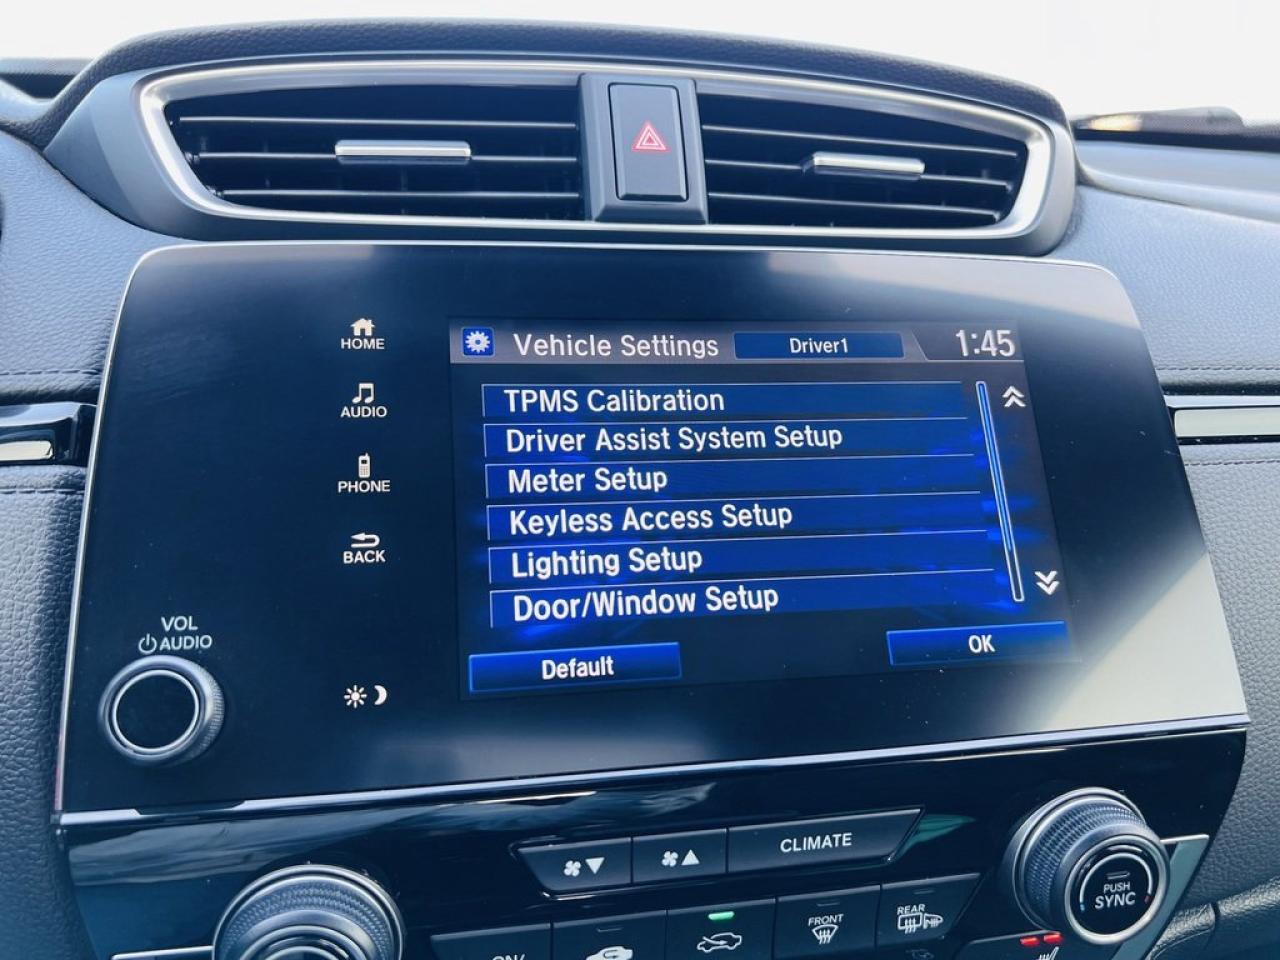 HOME
AUDIO
PHONE
BACK
VOL
AUDIO
Vehicle Settings
Driver1
1:45
TPMS Calibration
Driver Assist System Setup
Meter Setup
Keyless Access Setup
Lighting Setup
Door/Window Setup
Default
OK
CLIMATE
PUSH
SYNC
FRONT
REAR
ON/